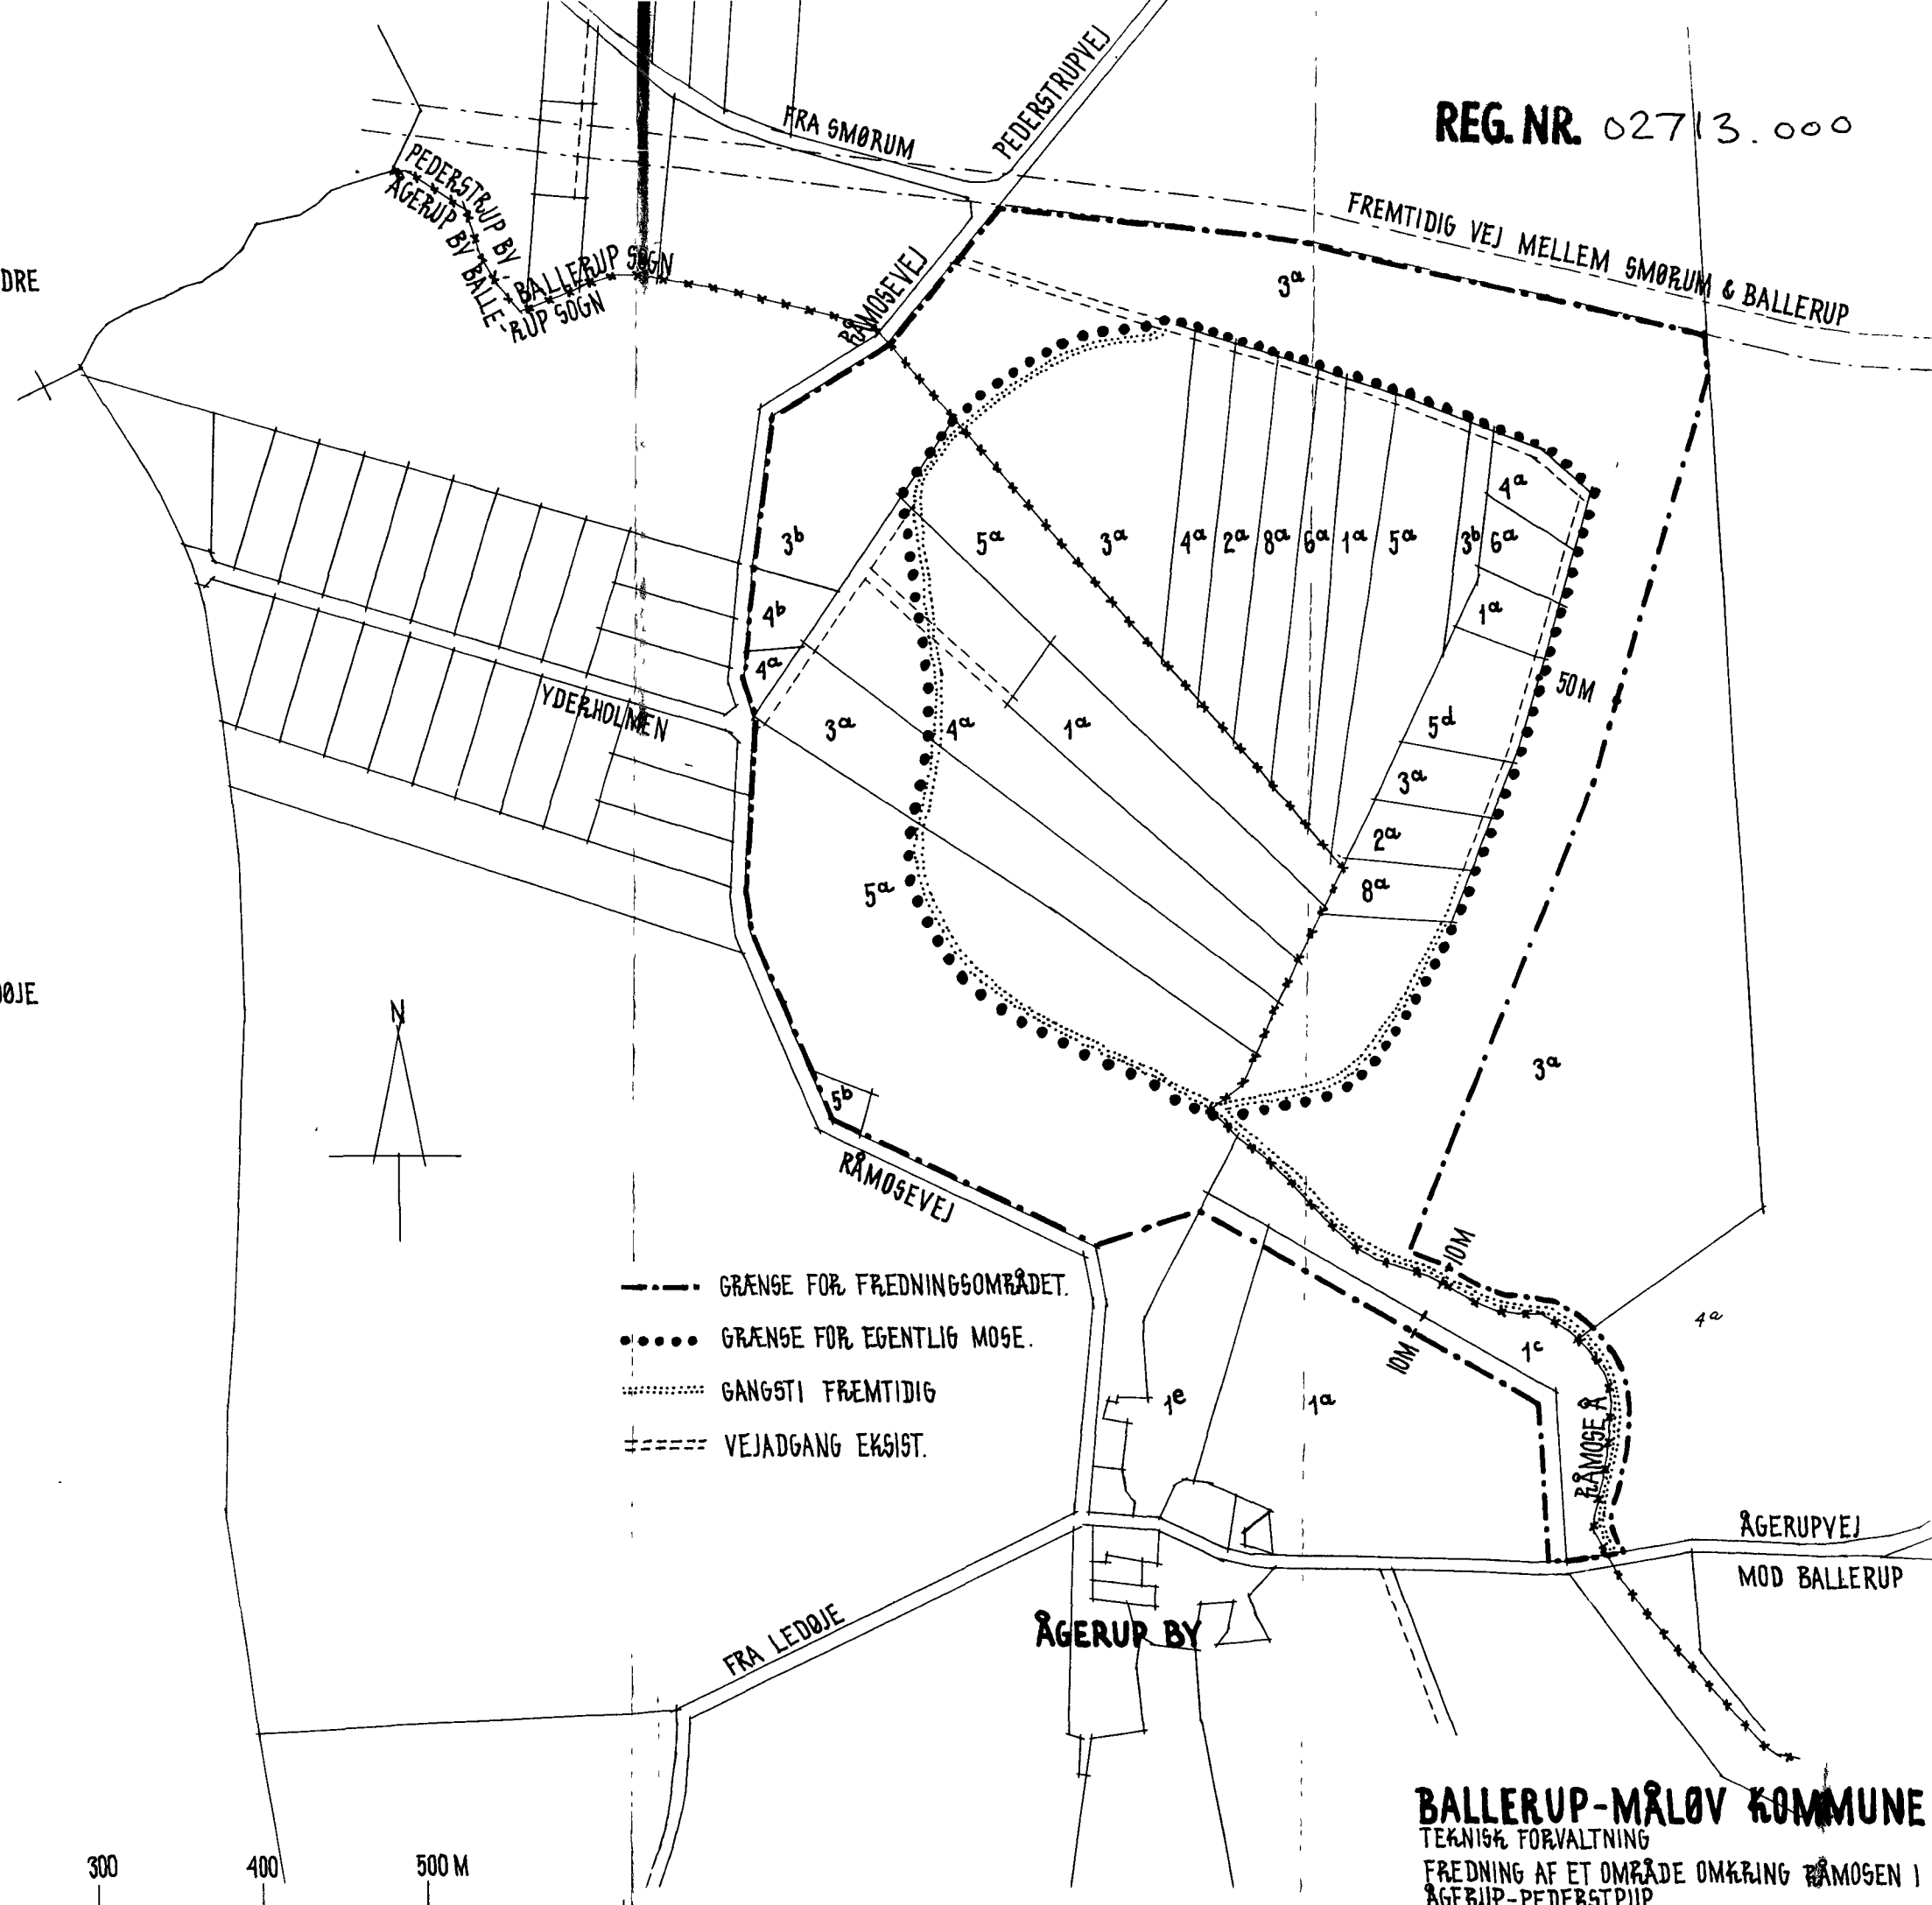 REG. NR. 02713.000
PEDERSTRUPVEJ
FRA SMØRUM
FREMTIDIG VEJ MELLEM SMØRUM & BALLERUP
PEDERSTRUP BY,
BALLERUP SOGN
ÅGERUP BY BALLE-
RUP SOGN
DRE
RÅMOSEVEJ
3a
4a
3b
5a
3a
4a
2a
8a
6a
1a
5a
3b
6a
4b
1a
4a
50M
YDERHOLMEN
3a
4a
1a
5d
3a
2a
5a
8a
ØJE
N
3a
5b
RÅMOSEVEJ
10M
GRÆNSE FOR FREDNINGSOMRÅDET.
4a
GRÆNSE FOR EGENTLIG MOSE.
10M
1c
GANGSTI FREMTIDIG
1e
1a
RÅMOSE Å
VEJADGANG EKSIST.
ÅGERUPVEJ
MOD BALLERUP
FRA LEDØJE
ÅGERUP BY
BALLERUP-MÅLØV KOMMUNE
TEKNISK FORVALTNING
FREDNING AF ET OMRÅDE OMKRING RÅMOSEN I
ÅGERUP-PEDERSTRUP
300
400
500 M